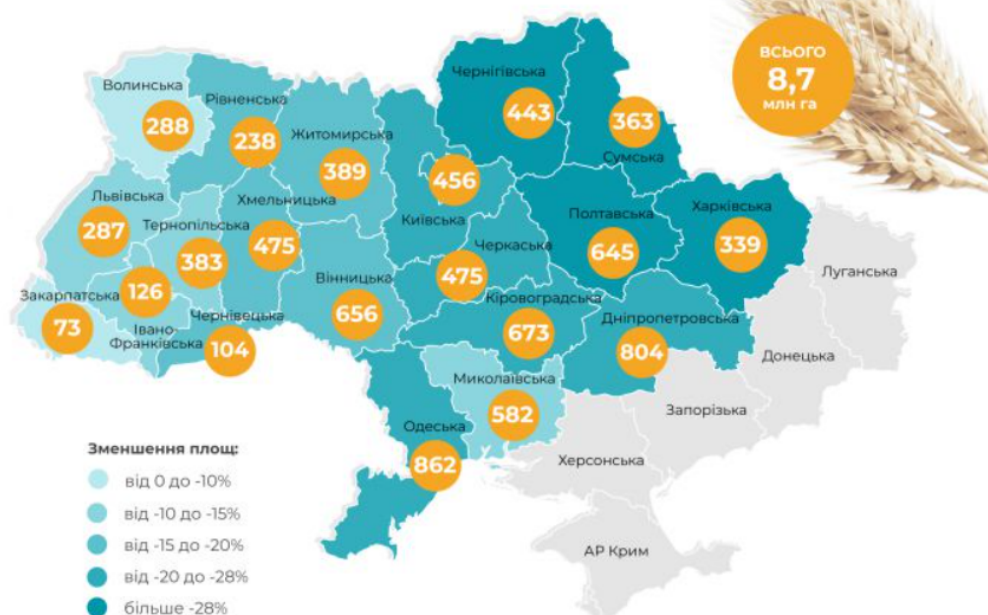 ВСЬОГО
8,7
млн га
Волинська
288
Рівненська
238
Житомирська
389
Чернігівська
443
363
Сумська
456
Київська
Львівська
287
Тернопільська
383
Хмельницька
475
Вінницька
656
Черкаська
475
Полтавська
645
Харківська
339
Луганська
Закарпатська
73
126
Івано-
Франківська
Чернівецька
104
Кіровоградська
673
Дніпропетровська
804
Донецька
Миколаївська
582
Запорізька
Одеська
862
Херсонська
АР Крим
Зменшення площ:
від 0 до -10%
від -10 до -15%
від -15 до -20%
від -20 до -28%
більше -28%